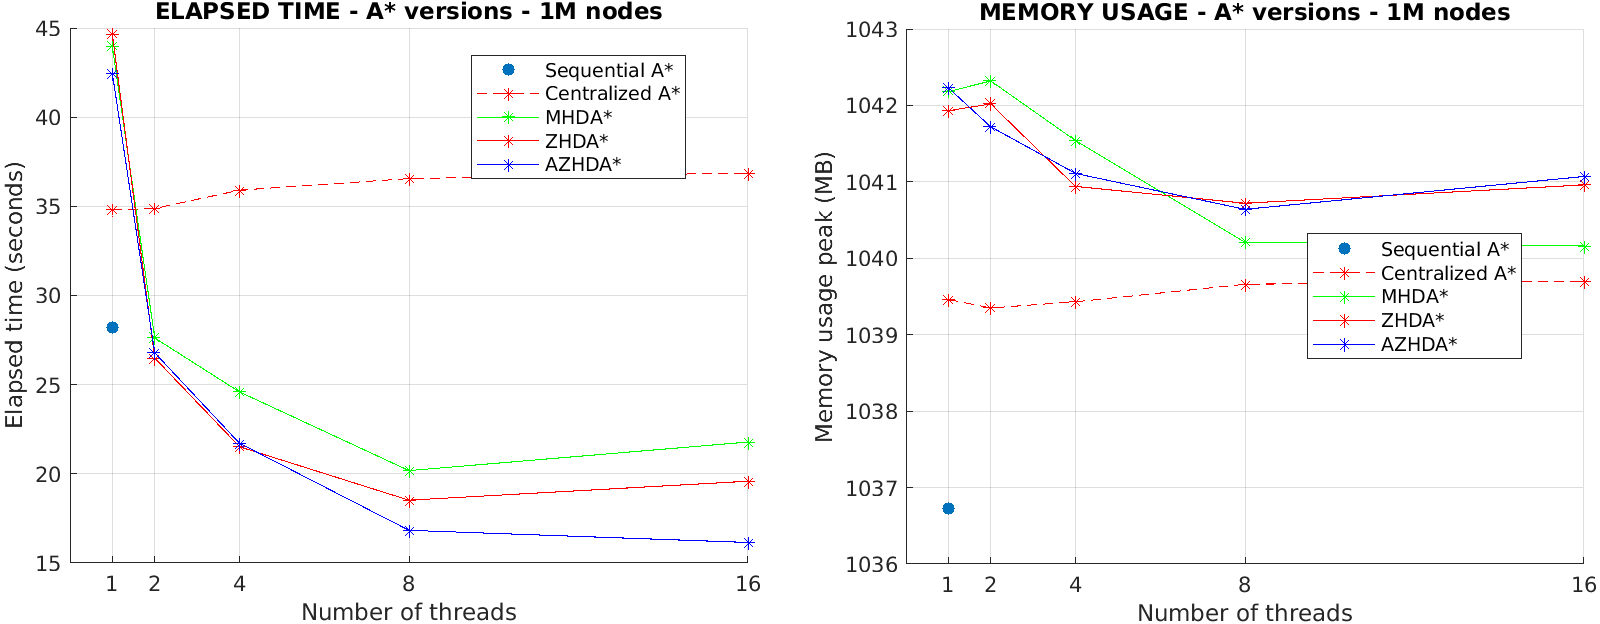 ELAPSED TIME - A* versions - 1M nodes
45
40
35
30
25
20
15
Elapsed time (seconds)
Sequential A*
Centralized A*
MHDA*
ZHDA*
AZHDA*
1 2 4 8 16
Number of threads
MEMORY USAGE - A* versions - 1M nodes
1043
1042
1041
1040
1039
1038
1037
1036
Memory usage peak (MB)
Sequential A*
Centralized A*
MHDA*
ZHDA*
AZHDA*
1 2 4 8 16
Number of threads